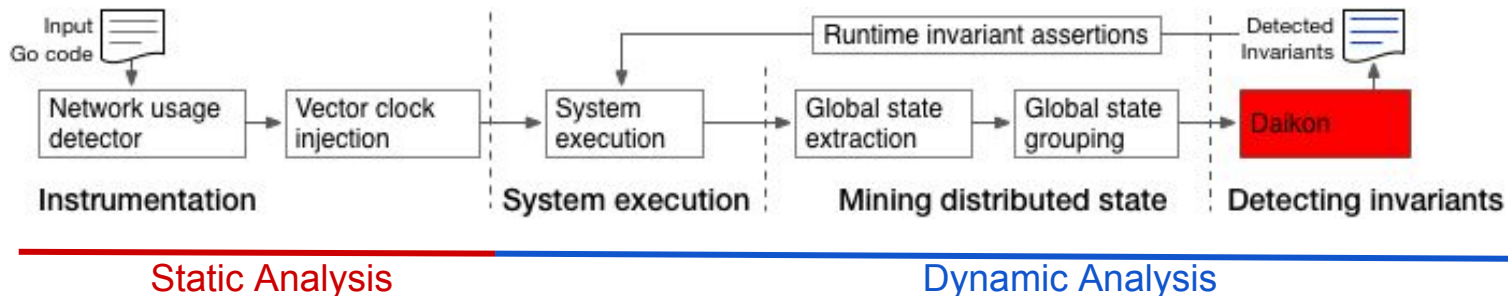 Input
Go code
Runtime invariant assertions
Detected
Invariants
Network usage
detector
Vector clock
injection
System
execution
Global state
extraction
Global state
grouping
Daikon
Instrumentation
System execution
Mining distributed state
Detecting invariants
Static Analysis
Dynamic Analysis